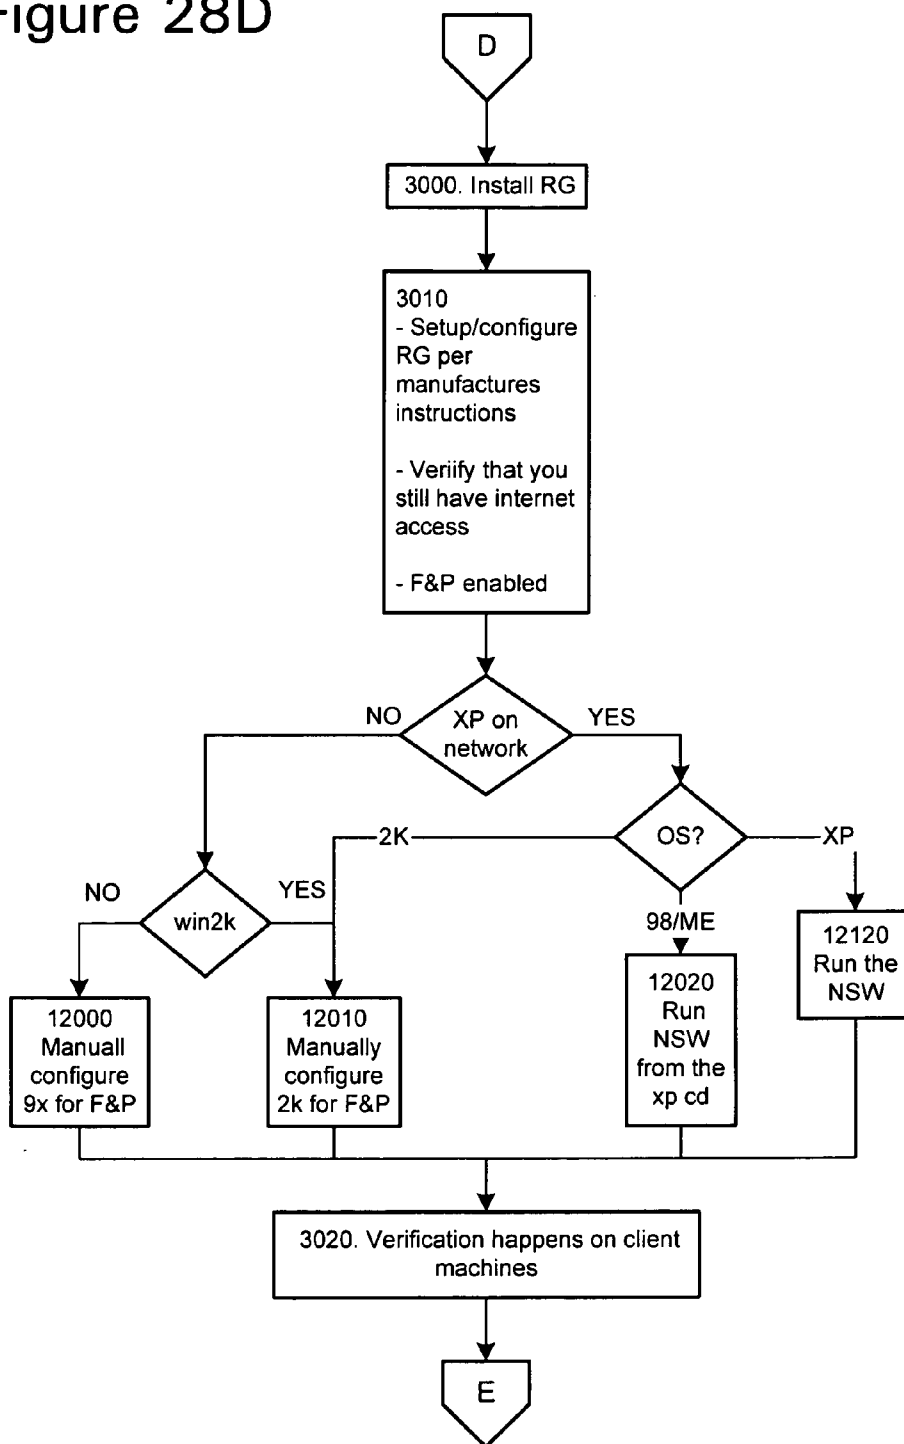 Figure 28D
D
3000. Install RG
3010
- Setup/configure
RG per
manufactures
instructions
- Veriify that you
still have internet
access
- F&P enabled
XP on
network
NO
YES
OS?
2K
XP
98/ME
win2k
NO
YES
12120
Run the
NSW
12020
Run
NSW
from the
xp cd
12000
Manuall
configure
9x for F&P
12010
Manually
configure
2k for F&P
3020. Verification happens on client
machines
E